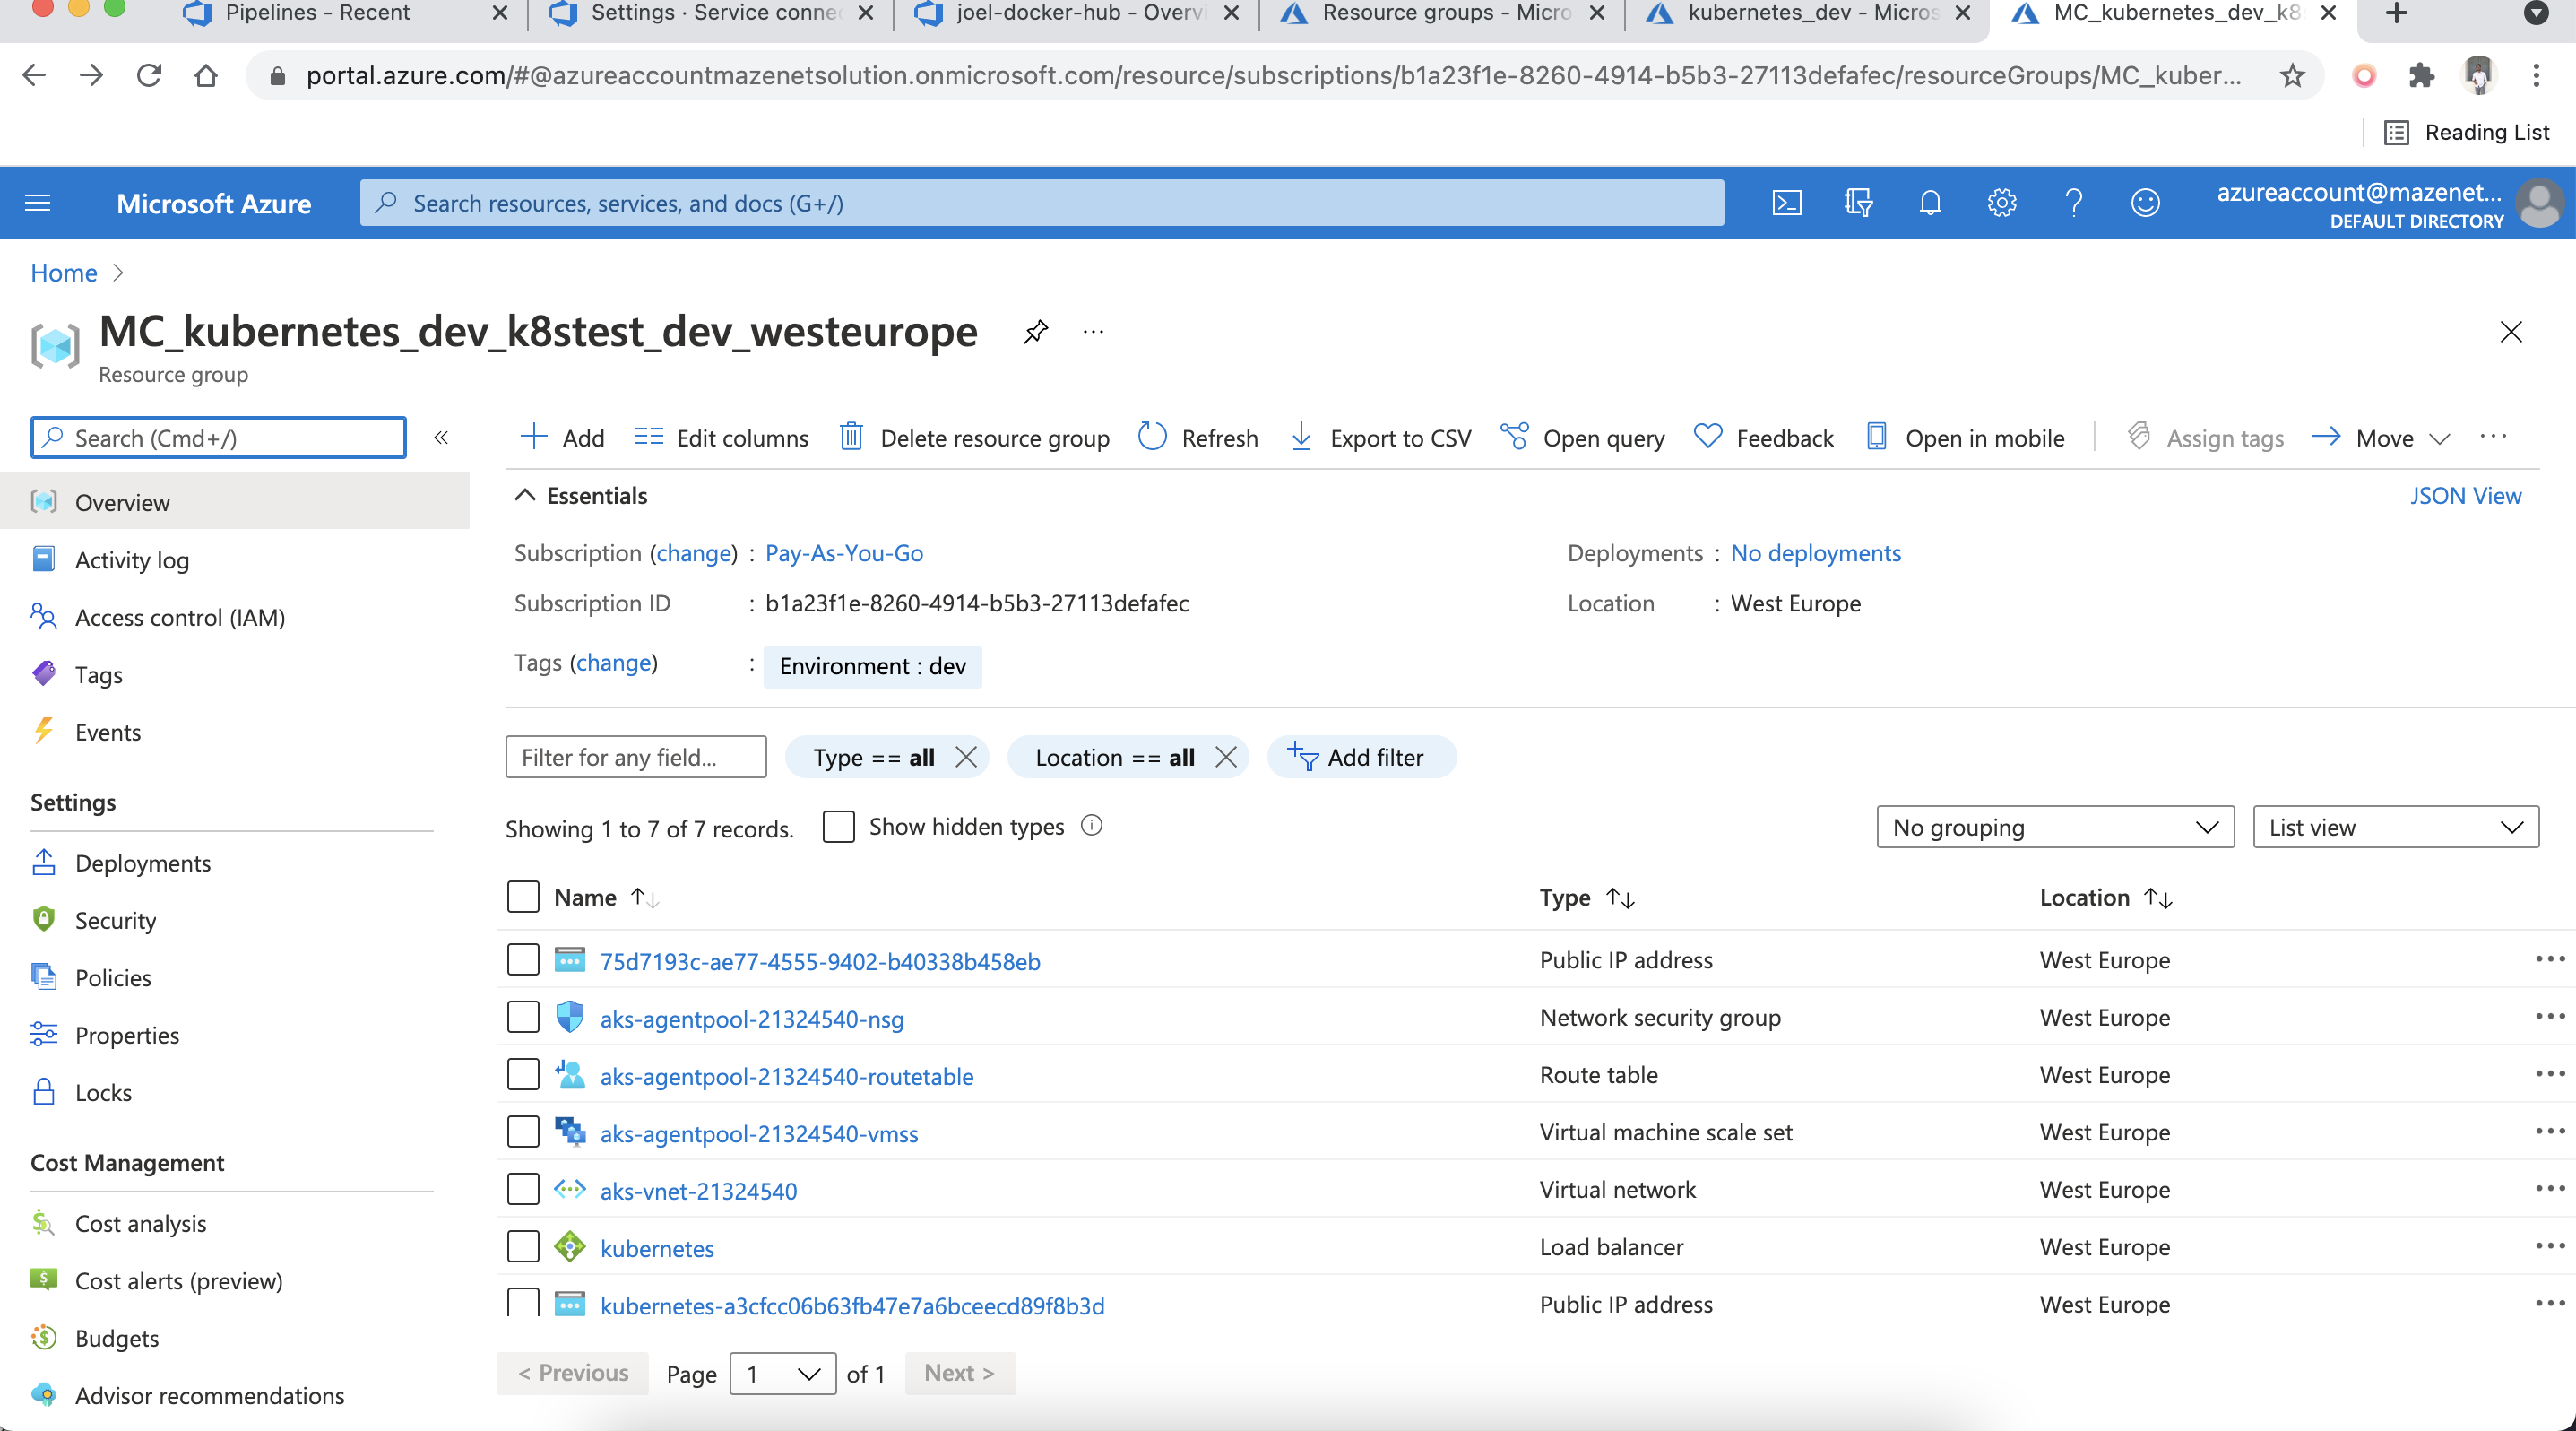 Pipelines - Recent
Settings · Service connec
joel-docker-hub - Overvi
Resource groups - Micro
kubernetes_dev - Micros
MC_kubernetes_dev_k8s
portal.azure.com/#@azureaccountmazenetsolution.onmicrosoft.com/resource/subscriptions/b1a23f1e-8260-4914-b5b3-27113defafec/resourceGroups/MC_kuber...
Reading List
Microsoft Azure
Search resources, services, and docs (G+/)
azureaccount@mazenet...
DEFAULT DIRECTORY
Home
MC_kubernetes_dev_k8stest_dev_westeurope
Resource group
Search (Cmd+/)
Add
Edit columns
Delete resource group
Refresh
Export to CSV
Open query
Feedback
Open in mobile
Assign tags
Move
Overview
Activity log
Access control (IAM)
Tags
Events
Settings
Deployments
Security
Policies
Properties
Locks
Cost Management
Cost analysis
Cost alerts (preview)
Budgets
Advisor recommendations
Essentials
JSON View
Subscription (change) : Pay-As-You-Go
Deployments : No deployments
Subscription ID : b1a23f1e-8260-4914-b5b3-27113defafec
Location : West Europe
Tags (change) : Environment : dev
Filter for any field...
Type == all
Location == all
Add filter
Showing 1 to 7 of 7 records.
Show hidden types
No grouping
List view
Name Type Location
75d7193c-ae77-4555-9402-b40338b458eb Public IP address West Europe
aks-agentpool-21324540-nsg Network security group West Europe
aks-agentpool-21324540-routetable Route table West Europe
aks-agentpool-21324540-vmss Virtual machine scale set West Europe
aks-vnet-21324540 Virtual network West Europe
kubernetes Load balancer West Europe
kubernetes-a3cfcc06b63fb47e7a6bceecd89f8b3d Public IP address West Europe
< Previous Page 1 of 1 Next >